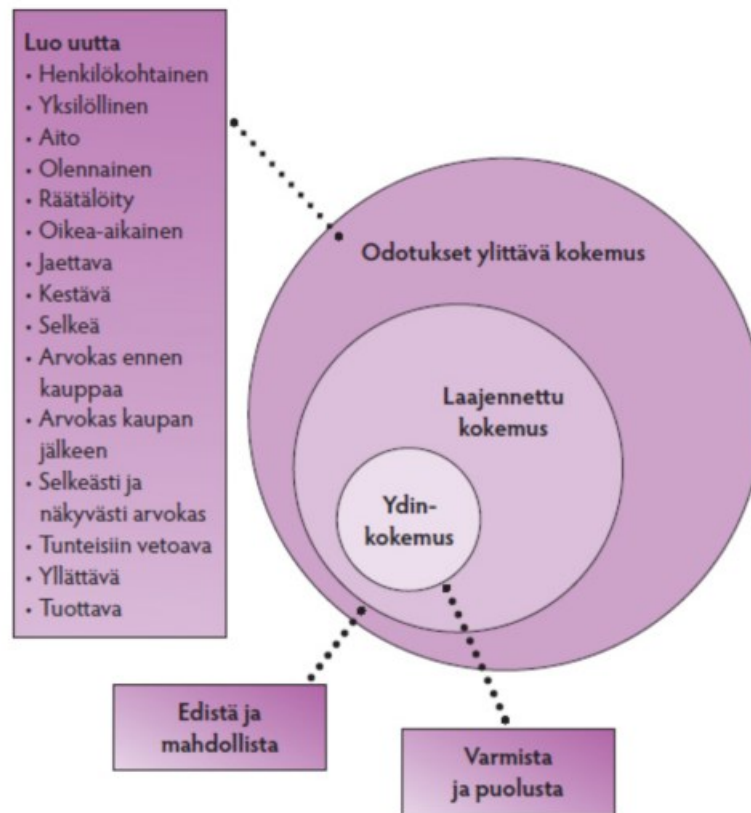 Luo uutta
• Henkilökohtainen
• Yksilöllinen
• Aito
• Olennainen
• Räätälöity
• Oikea-aikainen
• Jaettava
• Kestävä
• Selkeä
• Arvokas ennen
kauppaa
• Arvokas kaupan
jälkeen
• Selkeästi ja
näkyvästi arvokas
• Tunteisiin vetoava
• Yllättävä
• Tuottava
Odotukset ylittävä kokemus
Laajennettu
kokemus
Ydin-
kokemus
Edistä ja
mahdollista
Varmista
ja puolusta